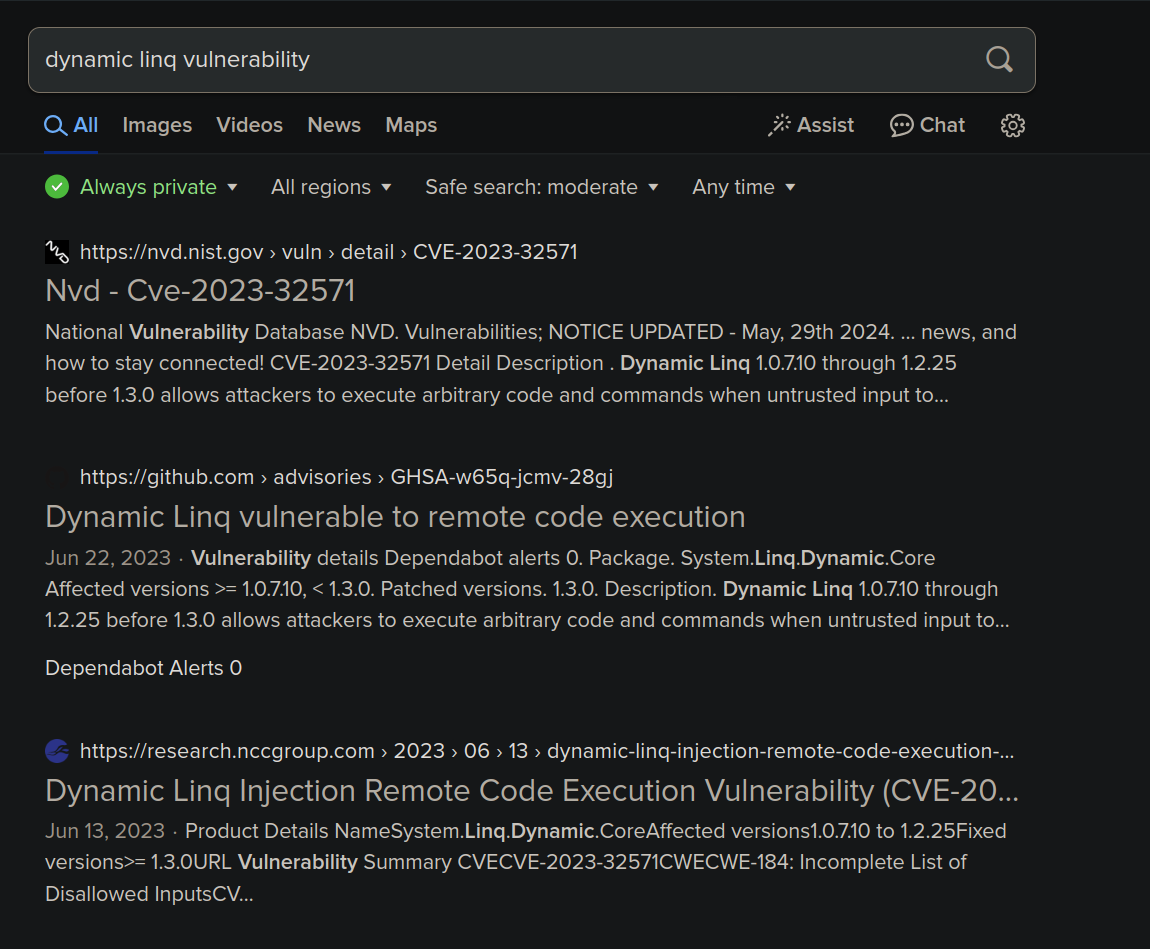 dynamic linq vulnerability
All Images Videos News Maps Assist Chat
Always private All regions Safe search: moderate Any time
https://nvd.nist.gov › vuln › detail › CVE-2023-32571
Nvd - Cve-2023-32571
National Vulnerability Database NVD. Vulnerabilities; NOTICE UPDATED - May, 29th 2024. ... news, and
how to stay connected! CVE-2023-32571 Detail Description . Dynamic Linq 1.0.7.10 through 1.2.25
before 1.3.0 allows attackers to execute arbitrary code and commands when untrusted input to...
https://github.com › advisories › GHSA-w65q-jcmv-28gj
Dynamic Linq vulnerable to remote code execution
Jun 22, 2023 · Vulnerability details Dependabot alerts 0. Package. System.Linq.Dynamic.Core
Affected versions >= 1.0.7.10, < 1.3.0. Patched versions. 1.3.0. Description. Dynamic Linq 1.0.7.10 through
1.2.25 before 1.3.0 allows attackers to execute arbitrary code and commands when untrusted input to...
Dependabot Alerts 0
https://research.nccgroup.com › 2023 › 06 › 13 › dynamic-linq-injection-remote-code-execution-...
Dynamic Linq Injection Remote Code Execution Vulnerability (CVE-20...
Jun 13, 2023 · Product Details NameSystem.Linq.Dynamic.CoreAffected versions1.0.7.10 to 1.2.25Fixed
versions>= 1.3.0URL Vulnerability Summary CVECVE-2023-32571CWECWE-184: Incomplete List of
Disallowed InputsCV...